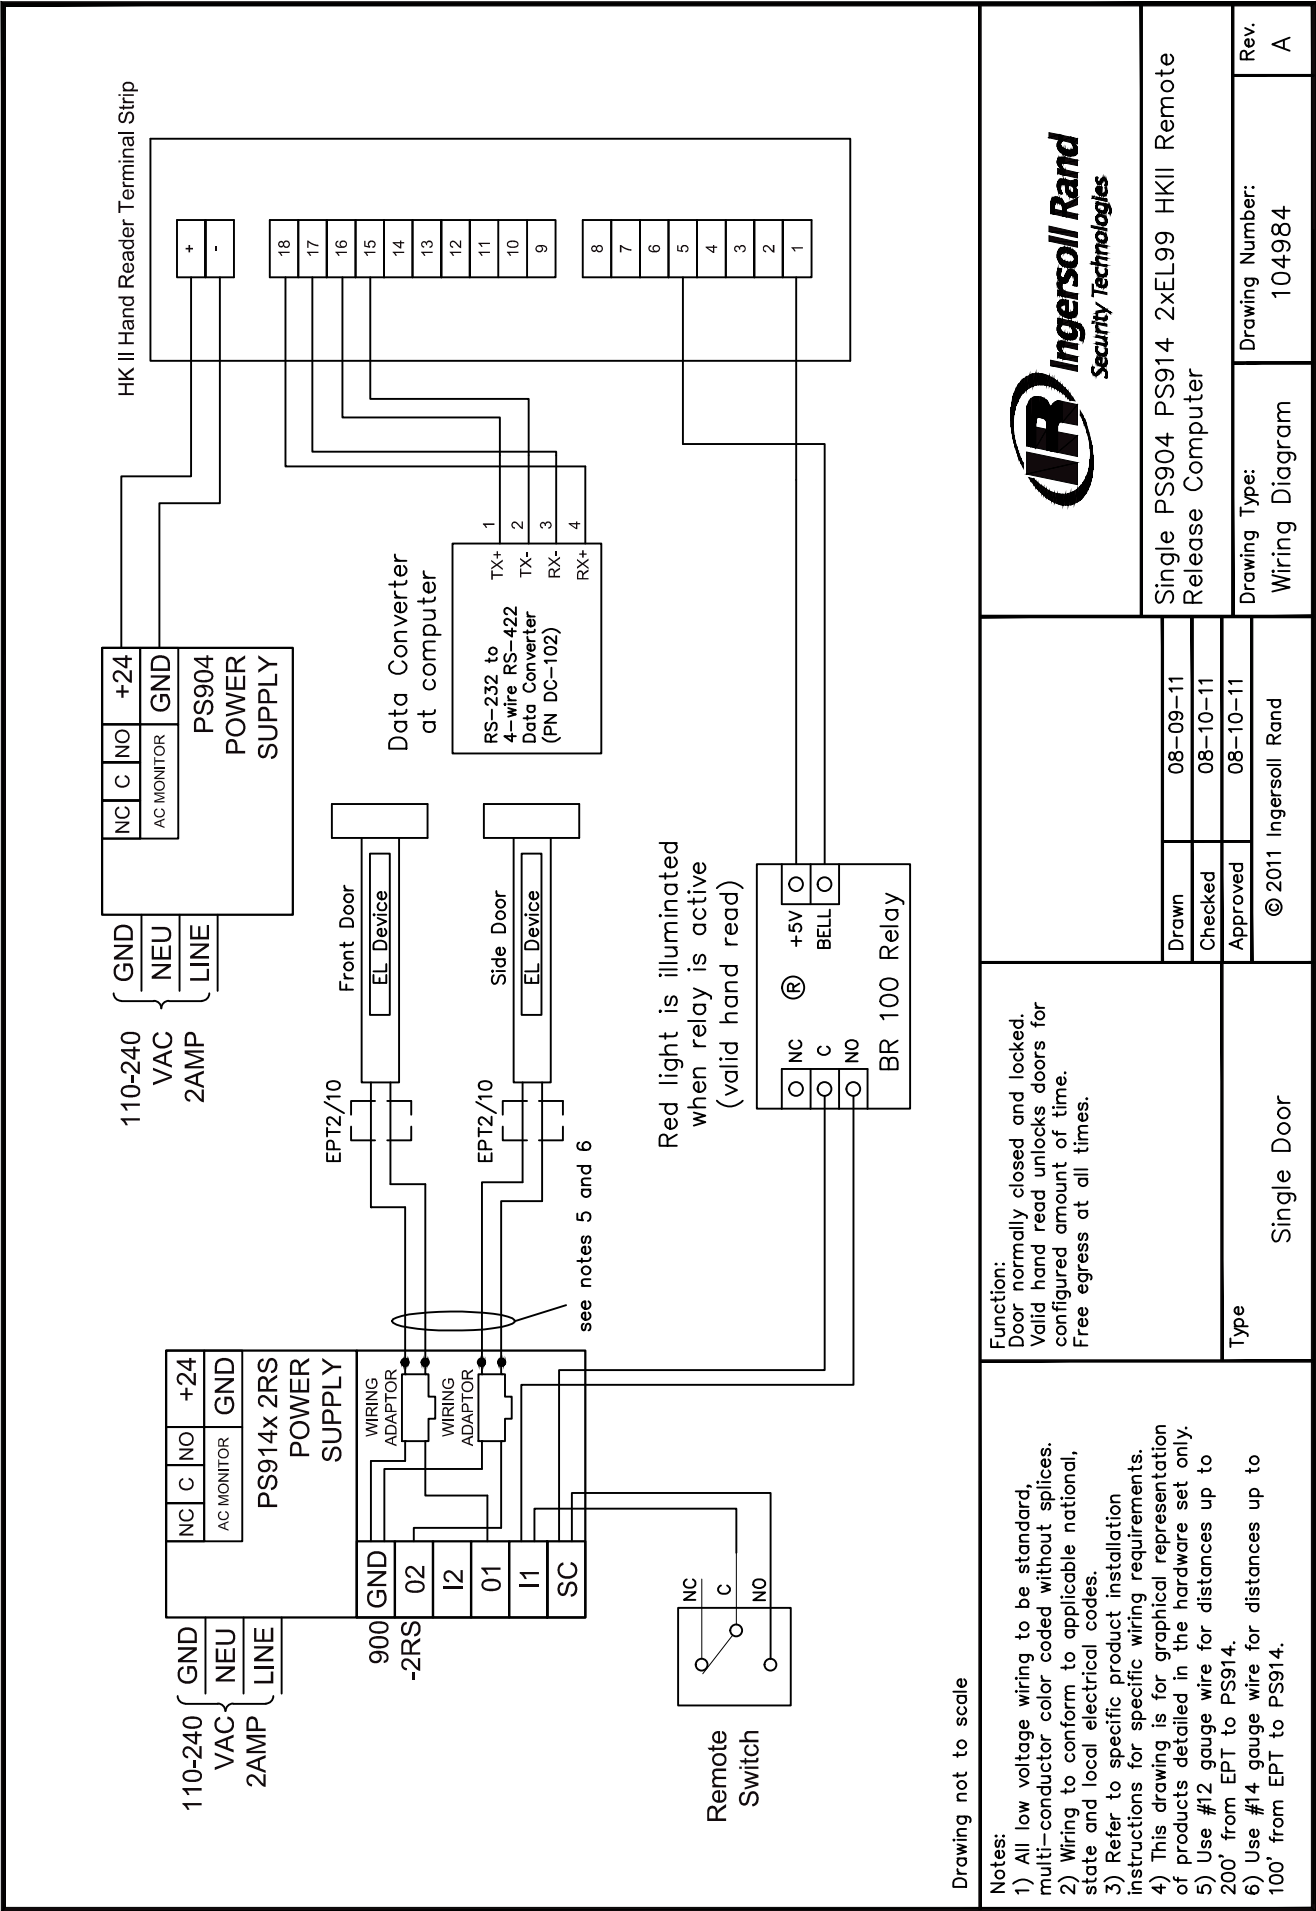 HK II Hand Reader Terminal Strip
+
-
18
17
16
15
14
13
12
11
10
9
8
7
6
5
4
3
2
1
110-240
VAC
2AMP
GND
NEU
LINE
NC
C
NO
+24
AC MONITOR
GND
PS904
POWER
SUPPLY
Data Converter
at computer
RS-232 to
4-wire RS-422
Data Converter
(PN DC-102)
TX+
TX-
RX-
RX+
1
2
3
4
Front Door
EL Device
EPT2/10
Side Door
EL Device
EPT2/10
see notes 5 and 6
110-240
VAC
2AMP
GND
NEU
LINE
NC
C
NO
+24
AC MONITOR
GND
PS914x 2RS
POWER
SUPPLY
900
-2RS
GND
02
I2
01
I1
SC
WIRING
ADAPTOR
WIRING
ADAPTOR
Red light is illuminated
when relay is active
(valid hand read)
NC
C
NO
R
+5V
BELL
BR 100 Relay
Remote
Switch
NC
C
NO
Drawing not to scale
Notes:
1) All low voltage wiring to be standard,
multi-conductor color coded without splices.
2) Wiring to conform to applicable national,
state and local electrical codes.
3) Refer to specific product installation
instructions for specific wiring requirements.
4) This drawing is for graphical representation
of products detailed in the hardware set only.
5) Use #12 gauge wire for distances up to
200' from EPT to PS914.
6) Use #14 gauge wire for distances up to
100' from EPT to PS914.
Function:
Door normally closed and locked.
Valid hand read unlocks doors for
configured amount of time.
Free egress at all times.
Type
Single Door
Drawn
08-09-11
Checked
08-10-11
Approved
08-10-11
© 2011 Ingersoll Rand
IR Ingersoll Rand
Security Technologies
Single PS904 PS914 2xEL99 HKII Remote
Release Computer
Drawing Type:
Wiring Diagram
Drawing Number:
104984
Rev.
A